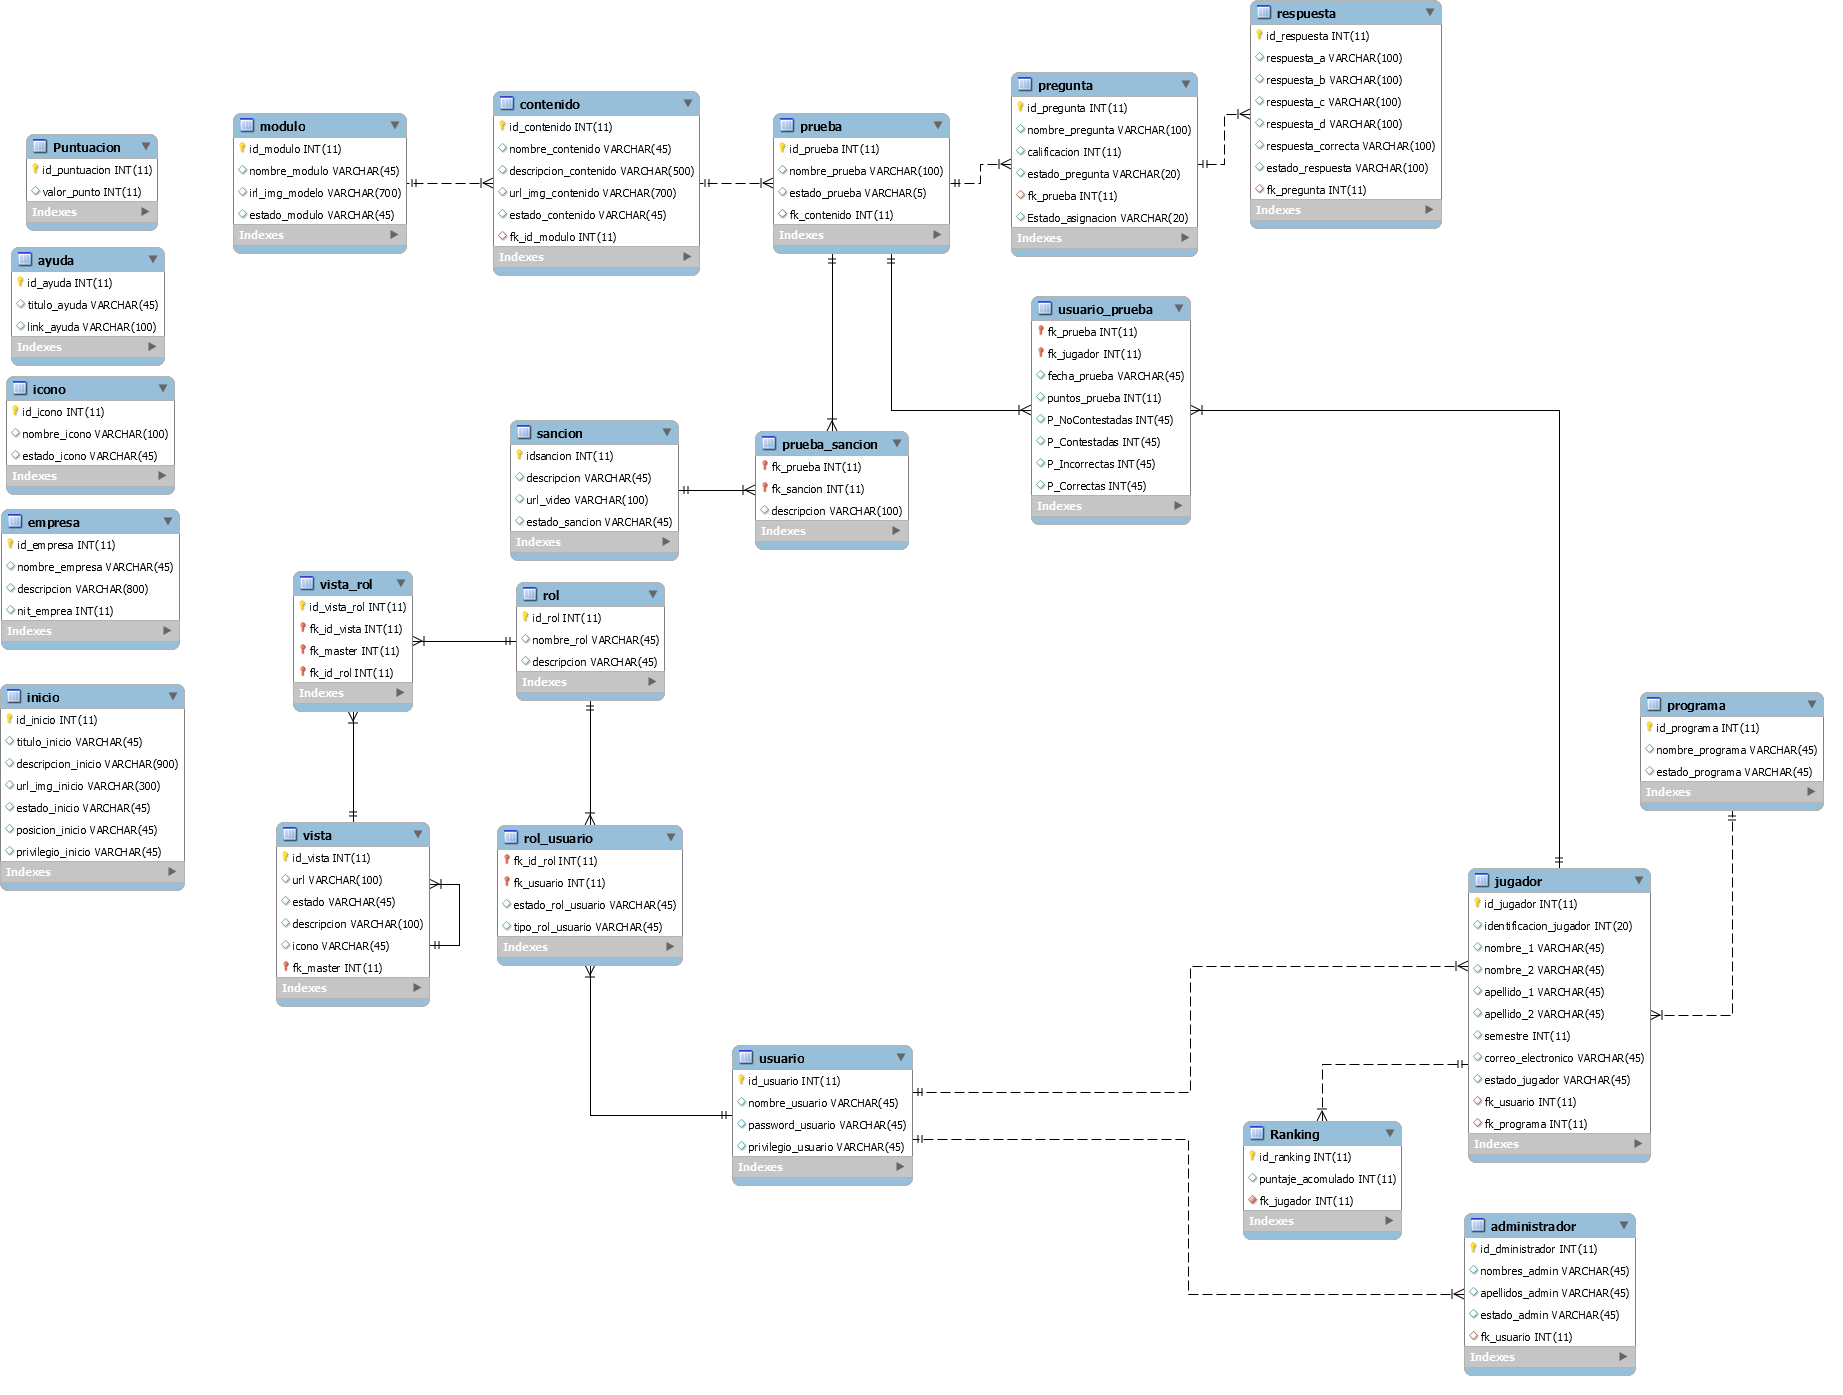 respuesta
id_respuesta INT(11)
respuesta_a VARCHAR(100)
respuesta_b VARCHAR(100)
respuesta_c VARCHAR(100)
respuesta_d VARCHAR(100)
respuesta_correcta VARCHAR(100)
estado_respuesta VARCHAR(100)
fk_pregunta INT(11)
Indexes
pregunta
id_pregunta INT(11)
nombre_pregunta VARCHAR(100)
calificacion INT(11)
estado_pregunta VARCHAR(20)
fk_prueba INT(11)
Estado_asignacion VARCHAR(20)
Indexes
contenido
id_contenido INT(11)
nombre_contenido VARCHAR(45)
descripcion_contenido VARCHAR(500)
url_img_contenido VARCHAR(700)
estado_contenido VARCHAR(45)
fk_id_modulo INT(11)
Indexes
modulo
id_modulo INT(11)
nombre_modulo VARCHAR(45)
irl_img_modelo VARCHAR(700)
estado_modulo VARCHAR(45)
Indexes
prueba
id_prueba INT(11)
nombre_prueba VARCHAR(100)
estado_prueba VARCHAR(5)
fk_contenido INT(11)
Indexes
Puntuacion
id_puntuacion INT(11)
valor_punto INT(11)
Indexes
ayuda
id_ayuda INT(11)
titulo_ayuda VARCHAR(45)
link_ayuda VARCHAR(100)
Indexes
icono
id_icono INT(11)
nombre_icono VARCHAR(100)
estado_icono VARCHAR(45)
Indexes
empresa
id_empresa INT(11)
nombre_empresa VARCHAR(45)
descripcion VARCHAR(800)
nit_emprea INT(11)
Indexes
inicio
id_inicio INT(11)
titulo_inicio VARCHAR(45)
descripcion_inicio VARCHAR(900)
url_img_inicio VARCHAR(300)
estado_inicio VARCHAR(45)
posicion_inicio VARCHAR(45)
privilegio_inicio VARCHAR(45)
Indexes
usuario_prueba
fk_prueba INT(11)
fk_jugador INT(11)
fecha_prueba VARCHAR(45)
puntos_prueba INT(11)
P_NoContestadas INT(45)
P_Contestadas INT(45)
P_Incorrectas INT(45)
P_Correctas INT(45)
Indexes
sancion
idsancion INT(11)
descripcion VARCHAR(45)
url_video VARCHAR(100)
estado_sancion VARCHAR(45)
Indexes
prueba_sancion
fk_prueba INT(11)
fk_sancion INT(11)
descripcion VARCHAR(100)
Indexes
vista_rol
id_vista_rol INT(11)
fk_id_vista INT(11)
fk_master INT(11)
fk_id_rol INT(11)
Indexes
rol
id_rol INT(11)
nombre_rol VARCHAR(45)
descripcion VARCHAR(45)
Indexes
vista
id_vista INT(11)
url VARCHAR(100)
estado VARCHAR(45)
descripcion VARCHAR(100)
icono VARCHAR(45)
fk_master INT(11)
Indexes
rol_usuario
fk_id_rol INT(11)
fk_usuario INT(11)
estado_rol_usuario VARCHAR(45)
tipo_rol_usuario VARCHAR(45)
Indexes
usuario
id_usuario INT(11)
nombre_usuario VARCHAR(45)
password_usuario VARCHAR(45)
privilegio_usuario VARCHAR(45)
Indexes
programa
id_programa INT(11)
nombre_programa VARCHAR(45)
estado_programa VARCHAR(45)
Indexes
jugador
id_jugador INT(11)
identificacion_jugador INT(20)
nombre_1 VARCHAR(45)
nombre_2 VARCHAR(45)
apellido_1 VARCHAR(45)
apellido_2 VARCHAR(45)
semestre INT(11)
correo_electronico VARCHAR(45)
estado_jugador VARCHAR(45)
fk_usuario INT(11)
fk_programa INT(11)
Indexes
Ranking
id_ranking INT(11)
puntaje_acomulado INT(11)
fk_jugador INT(11)
Indexes
administrador
id_dministrador INT(11)
nombres_admin VARCHAR(45)
apellidos_admin VARCHAR(45)
estado_admin VARCHAR(45)
fk_usuario INT(11)
Indexes